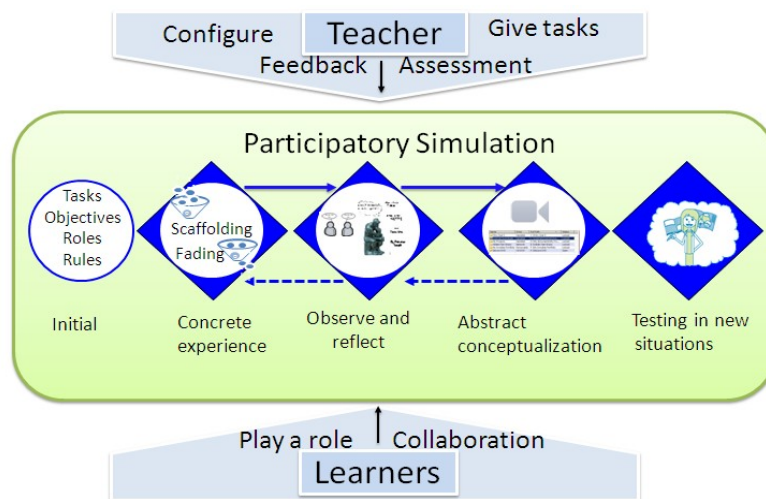 Configure
Teacher
Give tasks
Feedback
Assessment
Participatory Simulation
Tasks
Objectives
Roles
Rules
Scaffolding
Fading
Initial
Concrete
experience
Observe and
reflect
Abstract
conceptualization
Testing in new
situations
Play a role
Collaboration
Learners